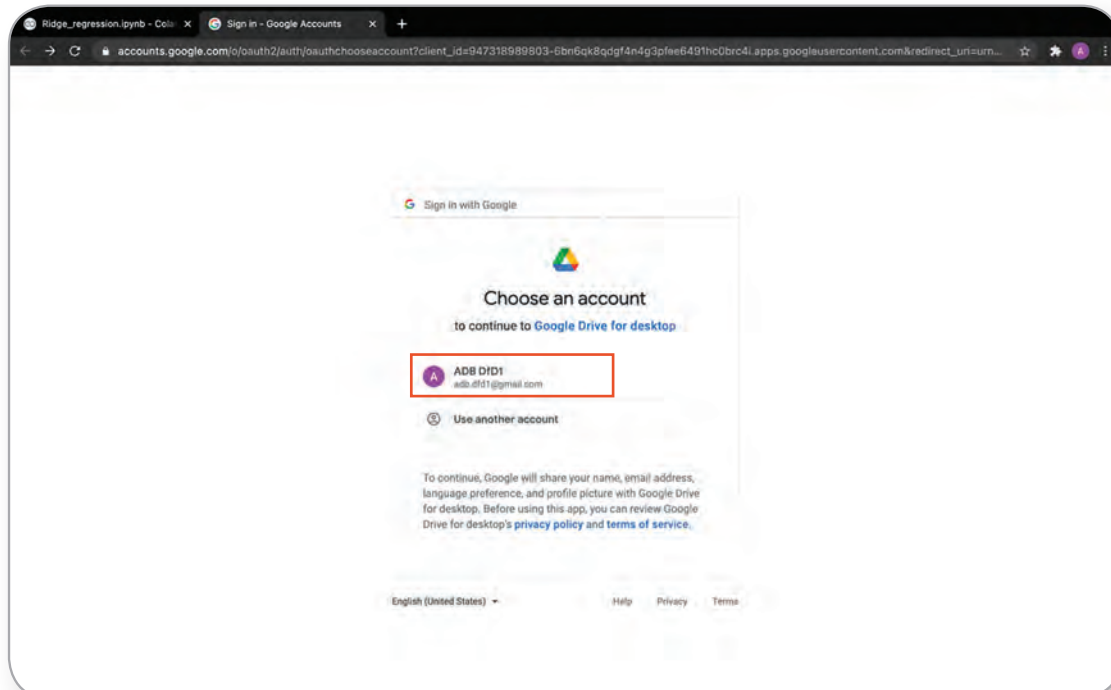 Ridge_regression.ipynb - Cola
Sign in - Google Accounts
accounts.google.com/o/oauth2/auth/oauthchooseaccount?client_id=947318989803-6bn6qk8qdgf4n4g3pfee6491hc0brc4i.apps.googleusercontent.com&redirect_uri=urn...
A
Sign in with Google
Choose an account
to continue to Google Drive for desktop
A
ADB DfD1
adb.dfd1@gmail.com
Use another account
To continue, Google will share your name, email address,
language preference, and profile picture with Google Drive
for desktop. Before using this app, you can review Google
Drive for desktop's privacy policy and terms of service.
English (United States)
Help Privacy Terms